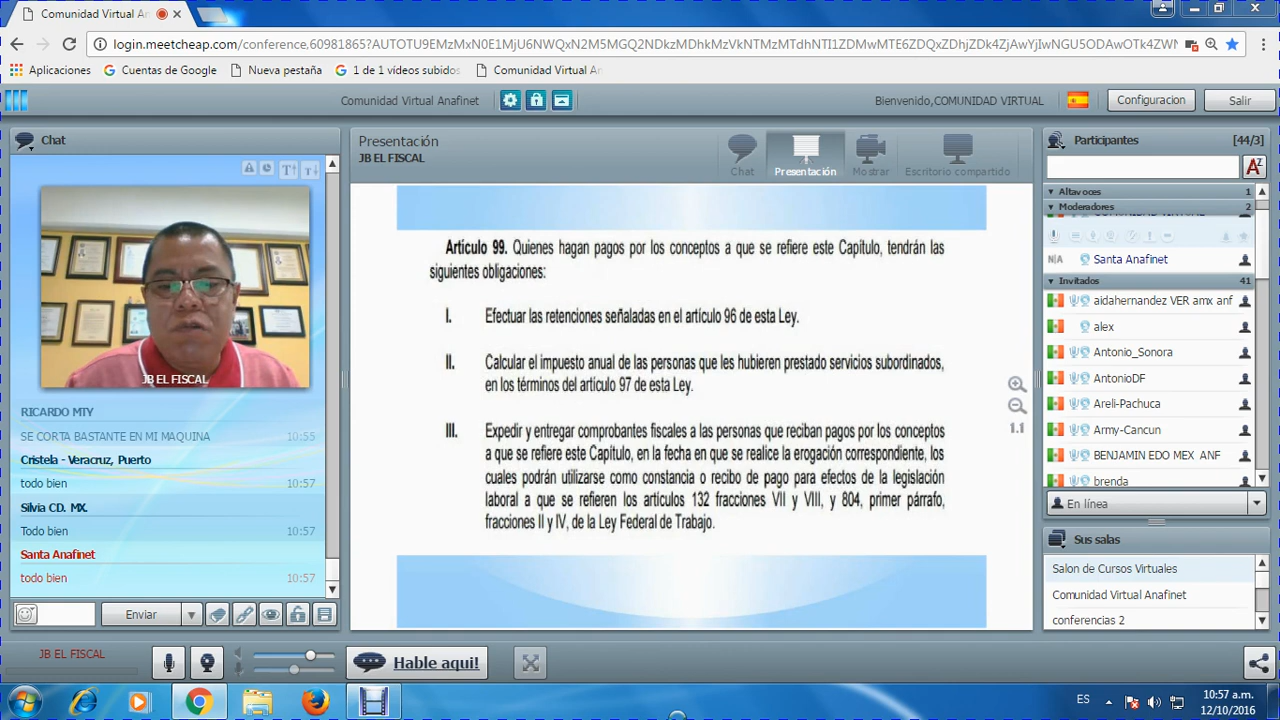 Comunidad Virtual An
login.meetcheap.com/conference.60981865?
Aplicaciones
Cuentas de Google
Nueva pestaña
1 de 1 vídeos subidos
Comunidad Virtual An
Comunidad Virtual Anafinet
Bienvenido,COMUNIDAD VIRTUAL
Configuracion
Salir
Chat
JB EL FISCAL
RICARDO MTY
SE CORTA BASTANTE EN MI MAQUINA 10:55
Cristela - Veracruz, Puerto
todo bien 10:57
Silvia CD. MX.
Todo bien 10:57
Santa Anafinet
todo bien 10:57
Enviar
Presentación
JB EL FISCAL
Chat
Presentación
Mostrar
Escritorio compartido
Artículo 99. Quienes hagan pagos por los conceptos a que se refiere este Capítulo, tendrán las
siguientes obligaciones:
I. Efectuar las retenciones señaladas en el artículo 96 de esta Ley.
II. Calcular el impuesto anual de las personas que les hubieren prestado servicios subordinados,
en los términos del artículo 97 de esta Ley.
III. Expedir y entregar comprobantes fiscales a las personas que reciban pagos por los conceptos
a que se refiere este Capítulo, en la fecha en que se realice la erogación correspondiente, los
cuales podrán utilizarse como constancia o recibo de pago para efectos de la legislación
laboral a que se refieren los artículos 132 fracciones VII y VIII, y 804, primer párrafo,
fracciones II y IV, de la Ley Federal de Trabajo.
1.1
Participantes [44/3]
Altavoces 1
Moderadores 2
N/A Santa Anafinet
Invitados 41
aidahernandez VER amx anf
alex
Antonio_Sonora
AntonioDF
Areli-Pachuca
Army-Cancun
BENJAMIN EDO MEX ANF
brenda
En línea
Sus salas
Salon de Cursos Virtuales
Comunidad Virtual Anafinet
conferencias 2
JB EL FISCAL
Hable aqui!
ES
10:57 a.m.
12/10/2016